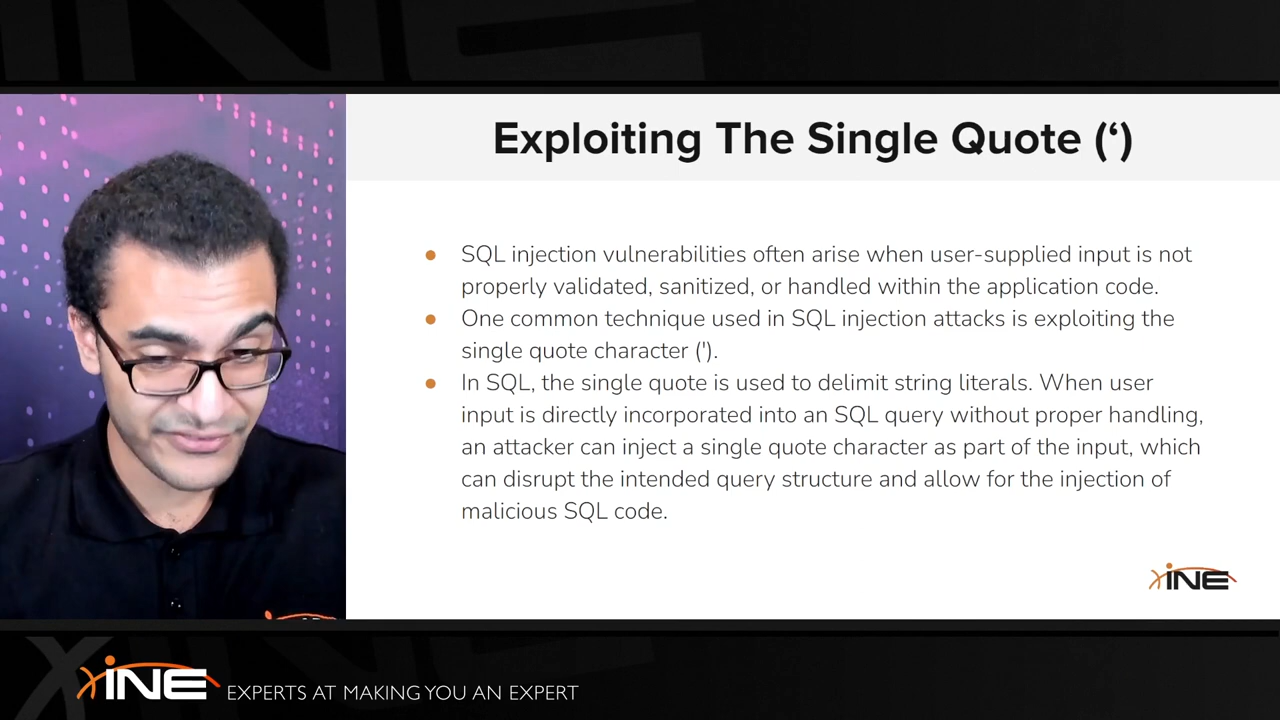 Exploiting The Single Quote (‘)
● SQL injection vulnerabilities often arise when user-supplied input is not
properly validated, sanitized, or handled within the application code.
● One common technique used in SQL injection attacks is exploiting the
single quote character (').
● In SQL, the single quote is used to delimit string literals. When user
input is directly incorporated into an SQL query without proper handling,
an attacker can inject a single quote character as part of the input, which
can disrupt the intended query structure and allow for the injection of
malicious SQL code.
iNE
iNE EXPERTS AT MAKING YOU AN EXPERT